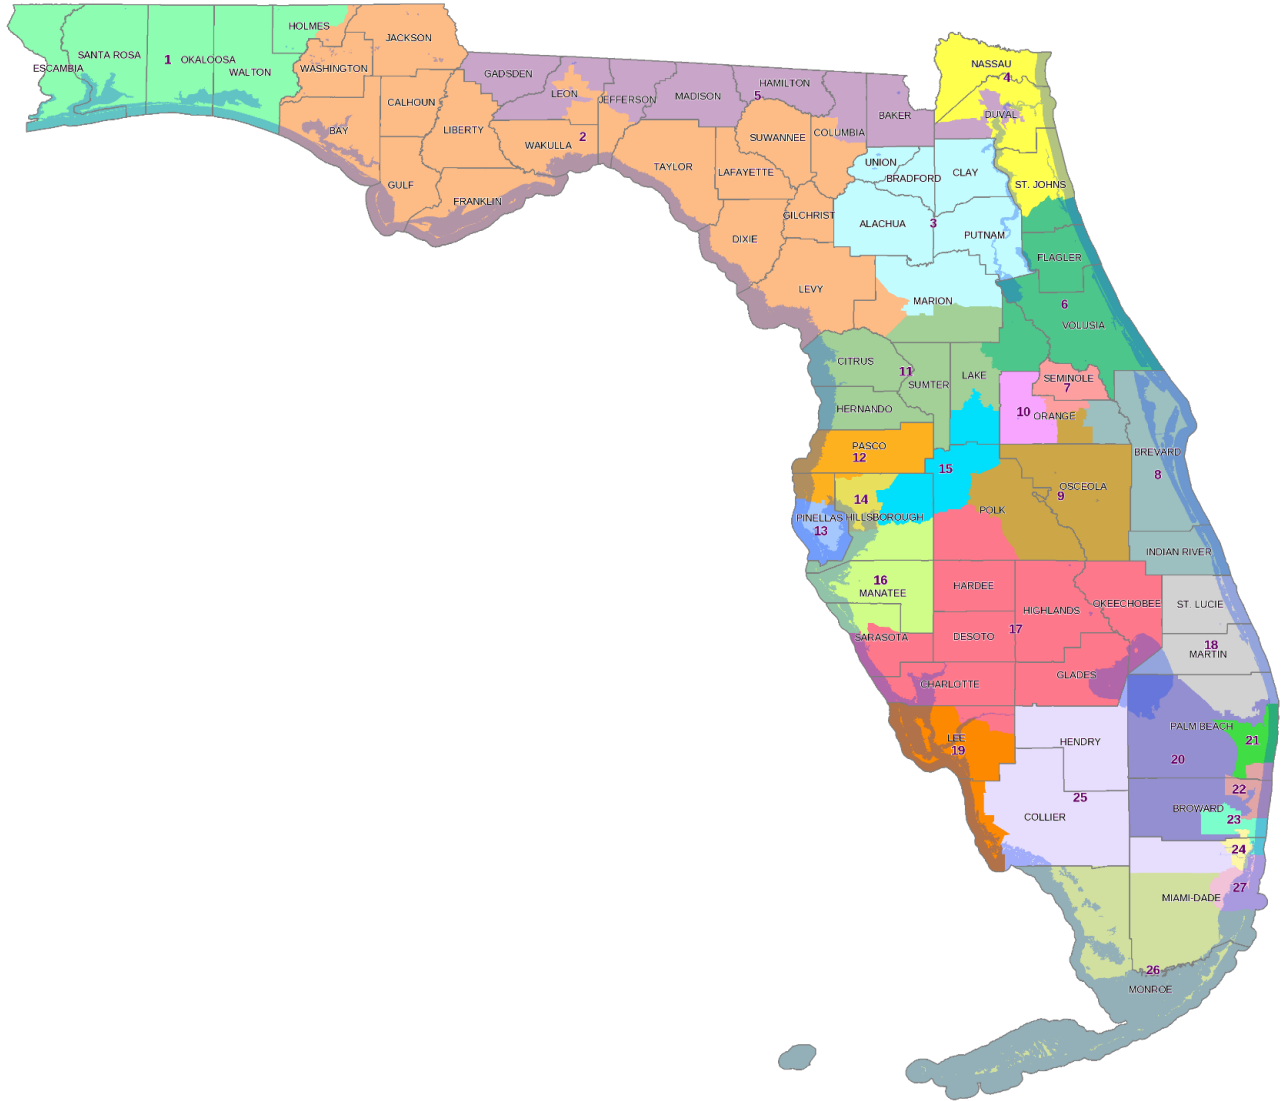 HOLMES
JACKSON
SANTA ROSA
1
OKALOOSA
ESCAMBIA
WALTON
WASHINGTON
NASSAU
4
GADSDEN
LEON
JEFFERSON
MADISON
HAMILTON
5
CALHOUN
BAY
LIBERTY
WAKULLA
2
SUWANNEE
COLUMBIA
BAKER
DUVAL
TAYLOR
LAFAYETTE
UNION
BRADFORD
CLAY
ST. JOHNS
GULF
FRANKLIN
GILCHRIST
ALACHUA
3
PUTNAM
DIXIE
FLAGLER
LEVY
MARION
6
VOLUSIA
CITRUS
11
SUMTER
LAKE
SEMINOLE
7
HERNANDO
10
ORANGE
PASCO
12
15
BREVARD
8
14
OSCEOLA
9
PINELLAS
HILLSBOROUGH
13
POLK
INDIAN RIVER
16
MANATEE
HARDEE
HIGHLANDS
OKEECHOBEE
ST. LUCIE
SARASOTA
DESOTO
17
18
MARTIN
CHARLOTTE
GLADES
LEE
19
HENDRY
PALM BEACH
21
20
25
22
COLLIER
BROWARD
23
24
27
MIAMI-DADE
26
MONROE